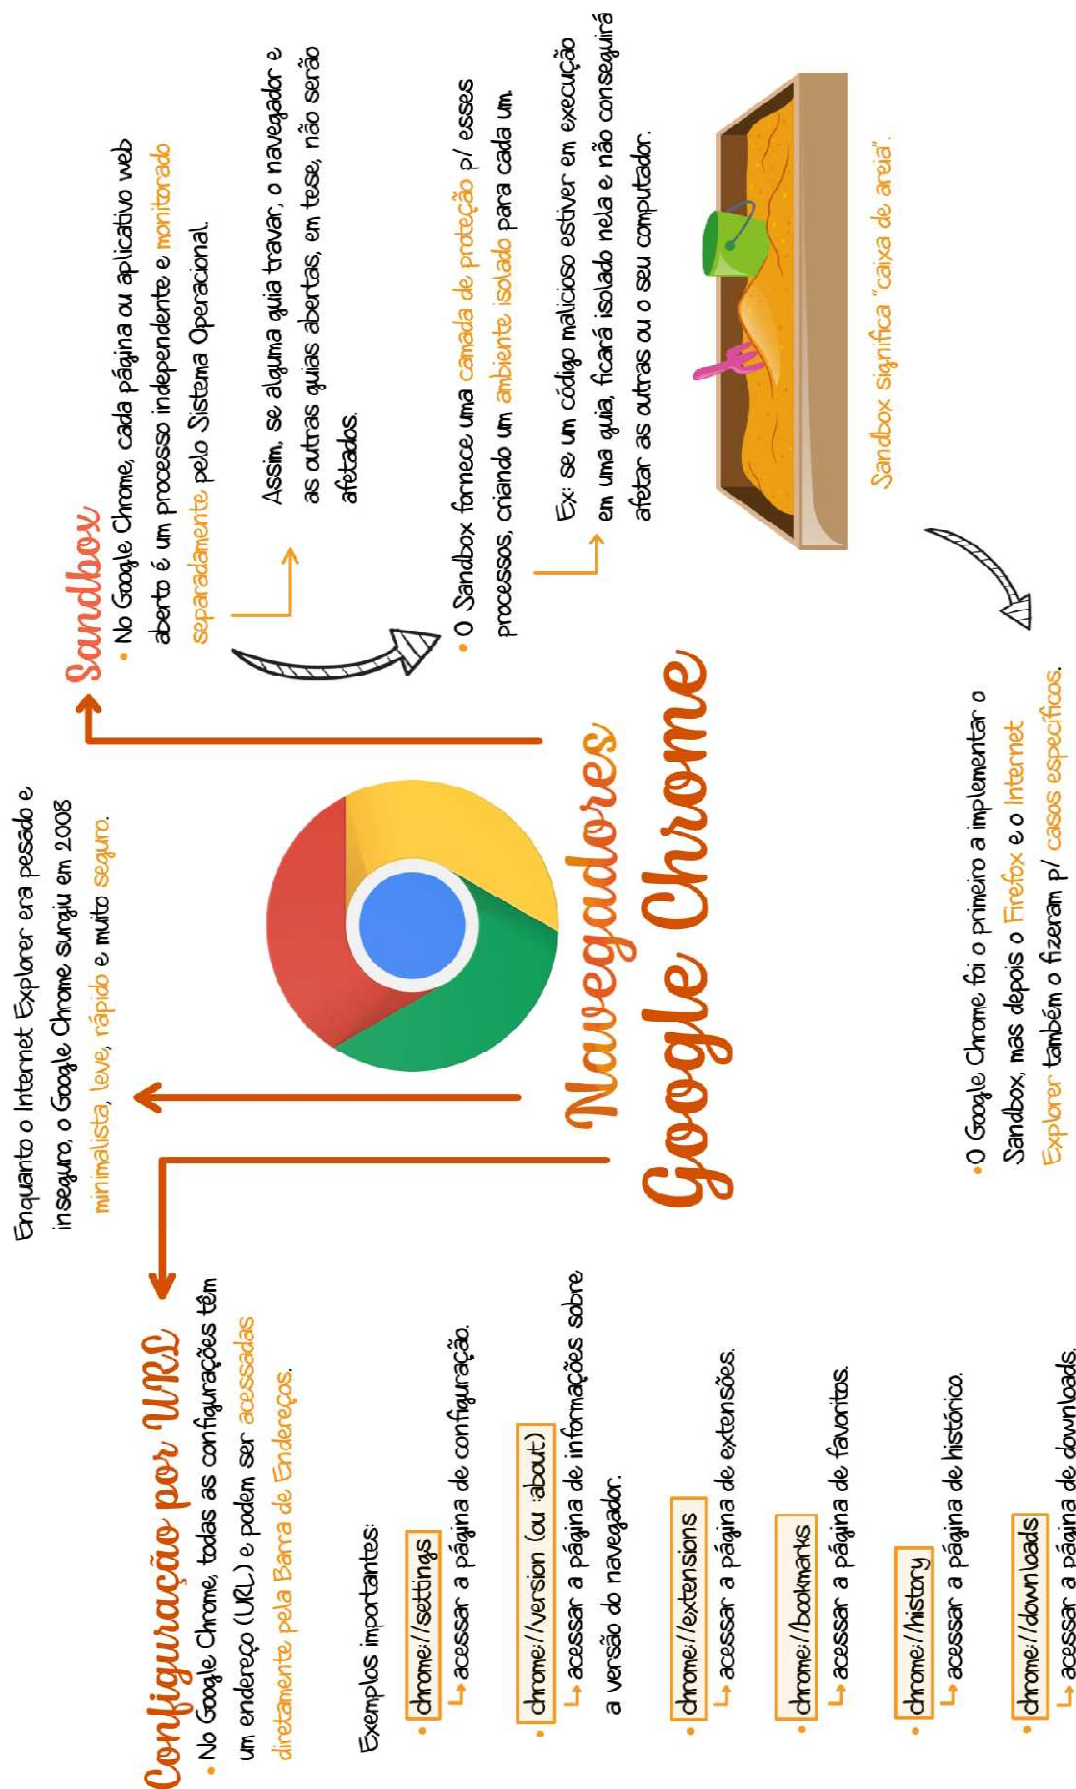 Enquanto o Internet Explorer era pesado e
inseguro, o Google Chrome surgiu em 2008
minimalista, leve, rápido e muito seguro.
Navegadores
Google Chrome
Configuração por URL
• No Google Chrome, todas as configurações têm
um endereço (URL) e podem ser acessadas
diretamente pela Barra de Endereços.
Exemplos importantes:
• chrome://settings
↳ acessar a página de configuração.
• chrome://version (ou :about)
↳ acessar a página de informações sobre
a versão do navegador.
• chrome://extensions
↳ acessar a página de extensões.
• chrome://bookmarks
↳ acessar a página de favoritos.
• chrome://history
↳ acessar a página de histórico.
• chrome://downloads
↳ acessar a página de downloads.
Sandbox
• No Google Chrome, cada página ou aplicativo web
aberto é um processo independente e monitorado
separadamente pelo Sistema Operacional.
Assim, se alguma guia travar, o navegador e
as outras guias abertas, em tese, não serão
afetados.
• O Sandbox fornece uma camada de proteção p/ esses
processos, criando um ambiente isolado para cada um.
Ex: se um código malicioso estiver em execução
em uma guia, ficará isolado nela e não conseguirá
afetar as outras ou o seu computador.
Sandbox significa "caixa de areia".
• O Google Chrome foi o primeiro a implementar o
Sandbox, mas depois o Firefox e o Internet
Explorer também o fizeram p/ casos específicos.